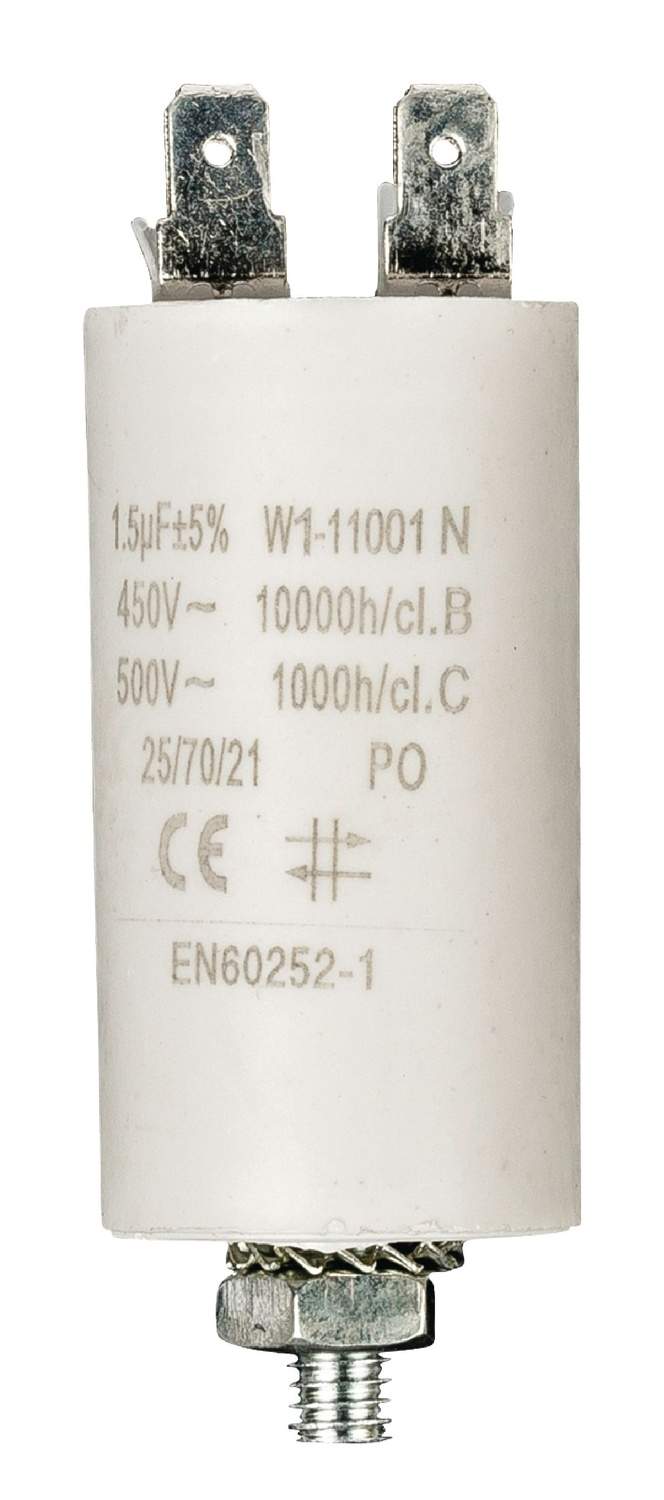 1.5µF±5% W1-11001 N
450V~ 10000h/cl.B
500V~ 1000h/cl.C
25/70/21 PO
CE
EN60252-1